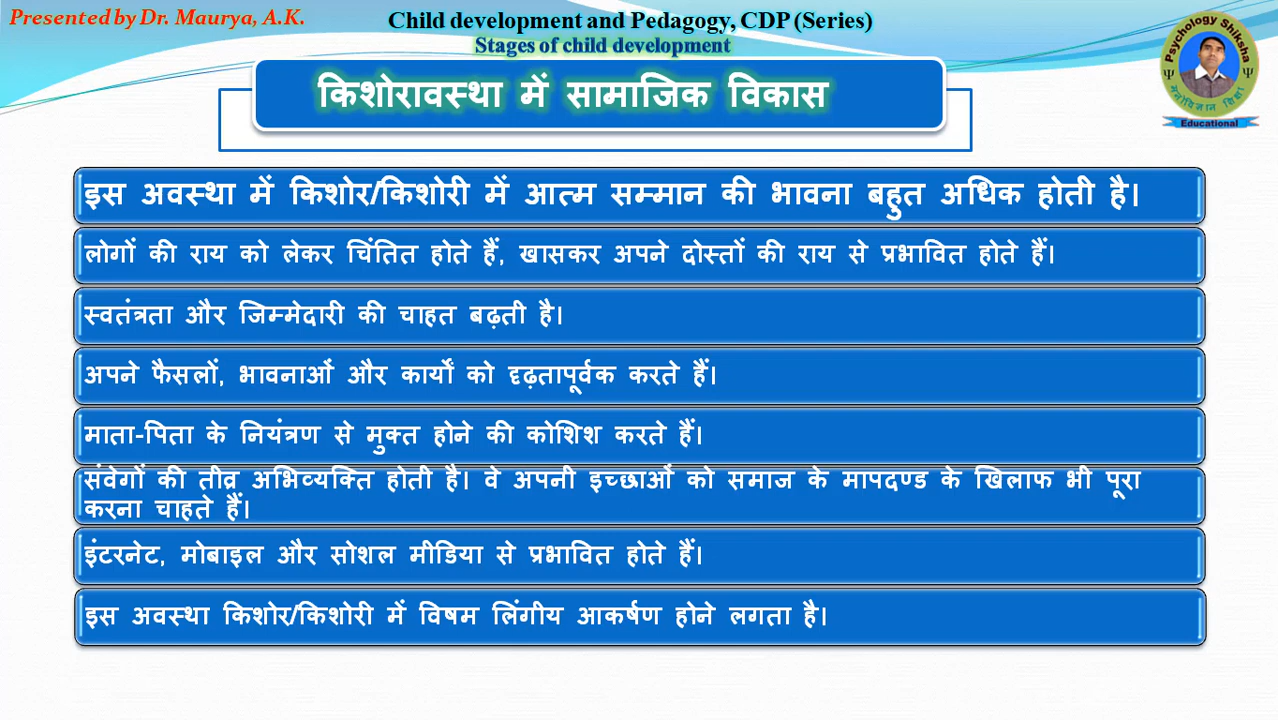 Presented by Dr. Maurya, A.K.
Child development and Pedagogy, CDP (Series)
Stages of child development
Psychology Shiksha
मनोविज्ञान शिक्षा
Educational
किशोरावस्था में सामाजिक विकास
इस अवस्था में किशोर/किशोरी में आत्म सम्मान की भावना बहुत अधिक होती है।
लोगों की राय को लेकर चिंतित होते हैं, खासकर अपने दोस्तों की राय से प्रभावित होते हैं।
स्वतंत्रता और जिम्मेदारी की चाहत बढ़ती है।
अपने फैसलों, भावनाओं और कार्यों को दृढ़तापूर्वक करते हैं।
माता-पिता के नियंत्रण से मुक्त होने की कोशिश करते हैं।
संवेगों की तीव्र अभिव्यक्ति होती है। वे अपनी इच्छाओं को समाज के मापदण्ड के खिलाफ भी पूरा
करना चाहते हैं।
इंटरनेट, मोबाइल और सोशल मीडिया से प्रभावित होते हैं।
इस अवस्था किशोर/किशोरी में विषम लिंगीय आकर्षण होने लगता है।